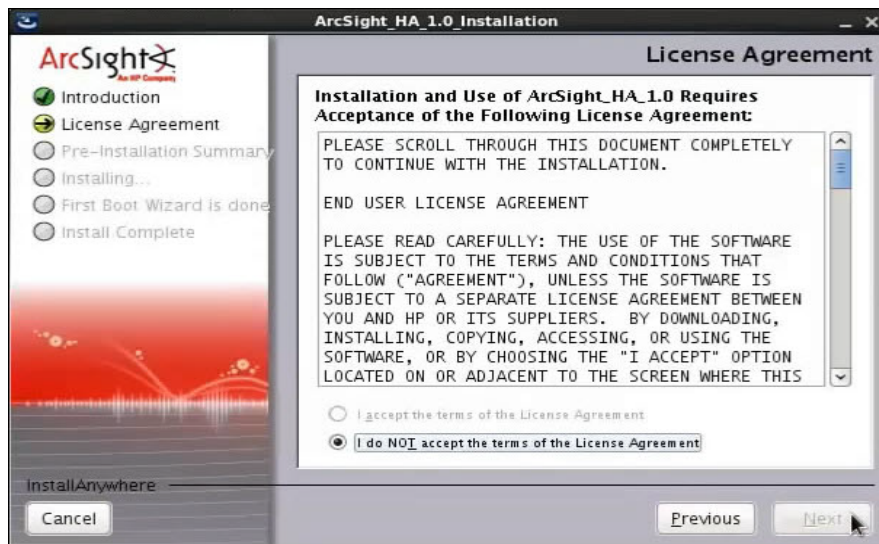 ArcSight_HA_1.0_Installation
ArcSight
An HP Company
Introduction
License Agreement
Pre-Installation Summary
Installing...
First Boot Wizard is done
Install Complete
License Agreement
Installation and Use of ArcSight_HA_1.0 Requires
Acceptance of the Following License Agreement:
PLEASE SCROLL THROUGH THIS DOCUMENT COMPLETELY
TO CONTINUE WITH THE INSTALLATION.
END USER LICENSE AGREEMENT
PLEASE READ CAREFULLY: THE USE OF THE SOFTWARE
IS SUBJECT TO THE TERMS AND CONDITIONS THAT
FOLLOW ("AGREEMENT"), UNLESS THE SOFTWARE IS
SUBJECT TO A SEPARATE LICENSE AGREEMENT BETWEEN
YOU AND HP OR ITS SUPPLIERS. BY DOWNLOADING,
INSTALLING, COPYING, ACCESSING, OR USING THE
SOFTWARE, OR BY CHOOSING THE "I ACCEPT" OPTION
LOCATED ON OR ADJACENT TO THE SCREEN WHERE THIS
I accept the terms of the License Agreement
I do NOT accept the terms of the License Agreement
InstallAnywhere
Cancel
Previous
Next